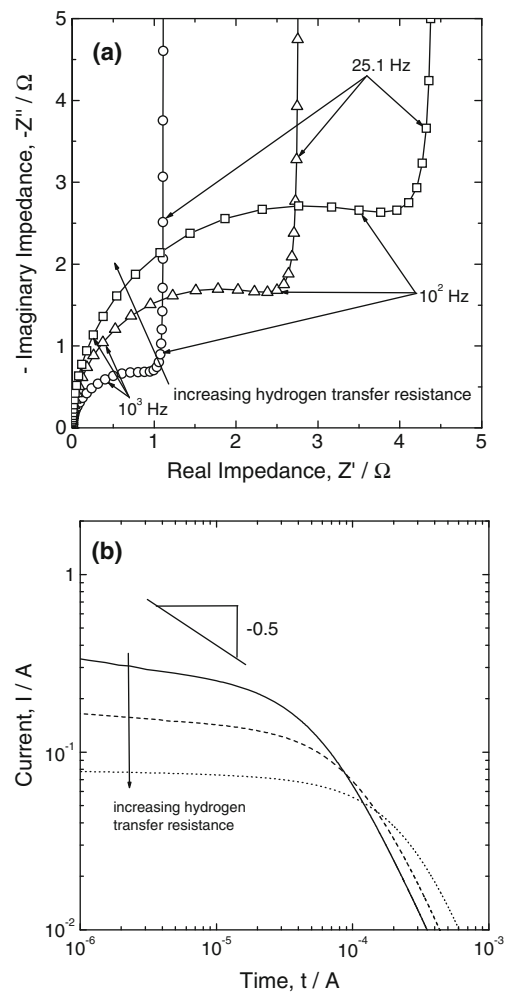 (a)
- Imaginary Impedance, -Z'' / Ω
5
4
3
2
1
0
25.1 Hz
10² Hz
10³ Hz
increasing hydrogen transfer resistance
0 1 2 3 4 5
Real Impedance, Z' / Ω
(b)
Current, I / A
1
10⁻¹
10⁻²
-0.5
increasing hydrogen
transfer resistance
10⁻⁶ 10⁻⁵ 10⁻⁴ 10⁻³
Time, t / A